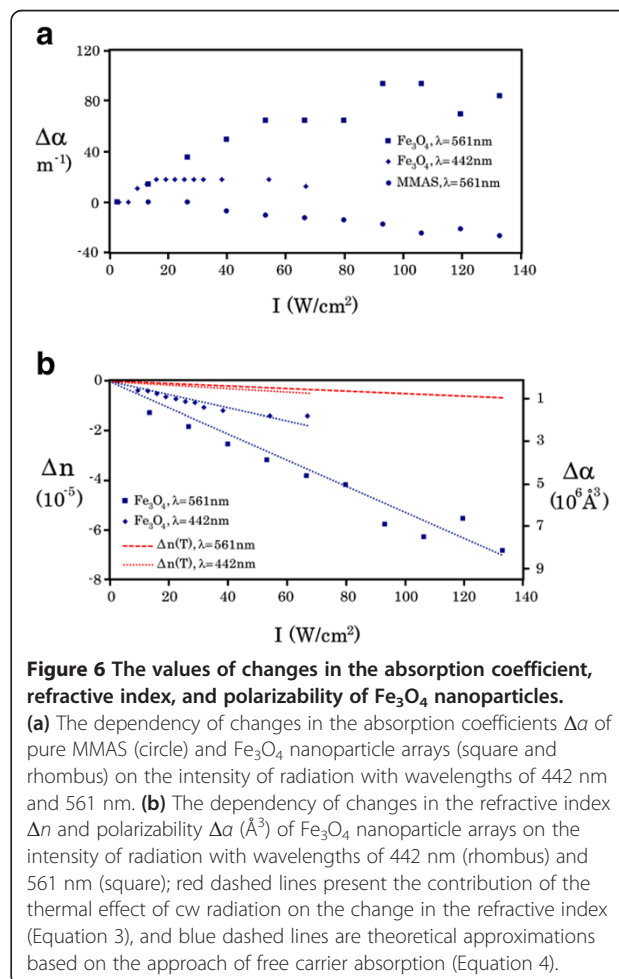 a
120
80
Δα
m⁻¹)
40
0
-40
■ Fe₃O₄, λ=561nm
◆ Fe₃O₄, λ=442nm
● MMAS, λ=561nm
0 20 40 60 80 100 120 140
I (W/cm²)
b
0
-2
Δn
-4
(10⁻⁵)
-6
-8
1
3
Δα
5
(10⁶Å³)
7
9
■ Fe₃O₄, λ=561nm
◆ Fe₃O₄, λ=442nm
Δn(T), λ=561nm
Δn(T), λ=442nm
0 20 40 60 80 100 120 140
I (W/cm²)
Figure 6 The values of changes in the absorption coefficient,
refractive index, and polarizability of Fe₃O₄ nanoparticles.
(a) The dependency of changes in the absorption coefficients Δα of
pure MMAS (circle) and Fe₃O₄ nanoparticle arrays (square and
rhombus) on the intensity of radiation with wavelengths of 442 nm
and 561 nm. (b) The dependency of changes in the refractive index
Δn and polarizability Δα (Å³) of Fe₃O₄ nanoparticle arrays on the
intensity of radiation with wavelengths of 442 nm (rhombus) and
561 nm (square); red dashed lines present the contribution of the
thermal effect of cw radiation on the change in the refractive index
(Equation 3), and blue dashed lines are theoretical approximations
based on the approach of free carrier absorption (Equation 4).